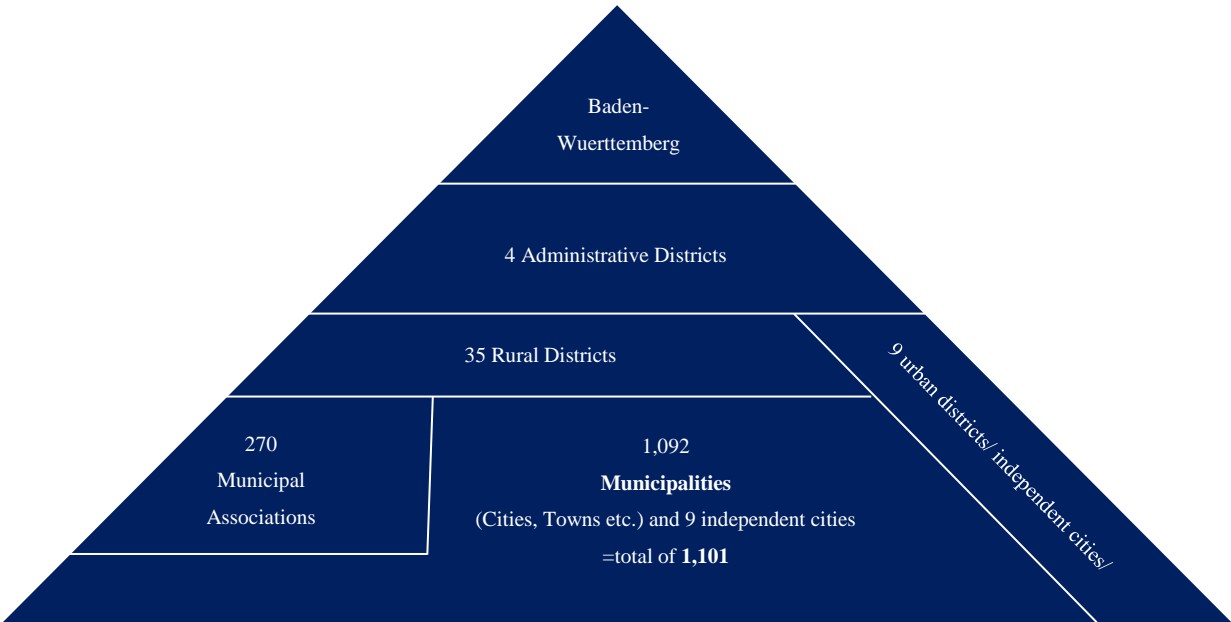 Baden-
Wuerttemberg
4 Administrative Districts
35 Rural Districts
9 urban districts/ independent cities/
270
Municipal
Associations
1,092
Municipalities
(Cities, Towns etc.) and 9 independent cities
=total of 1,101